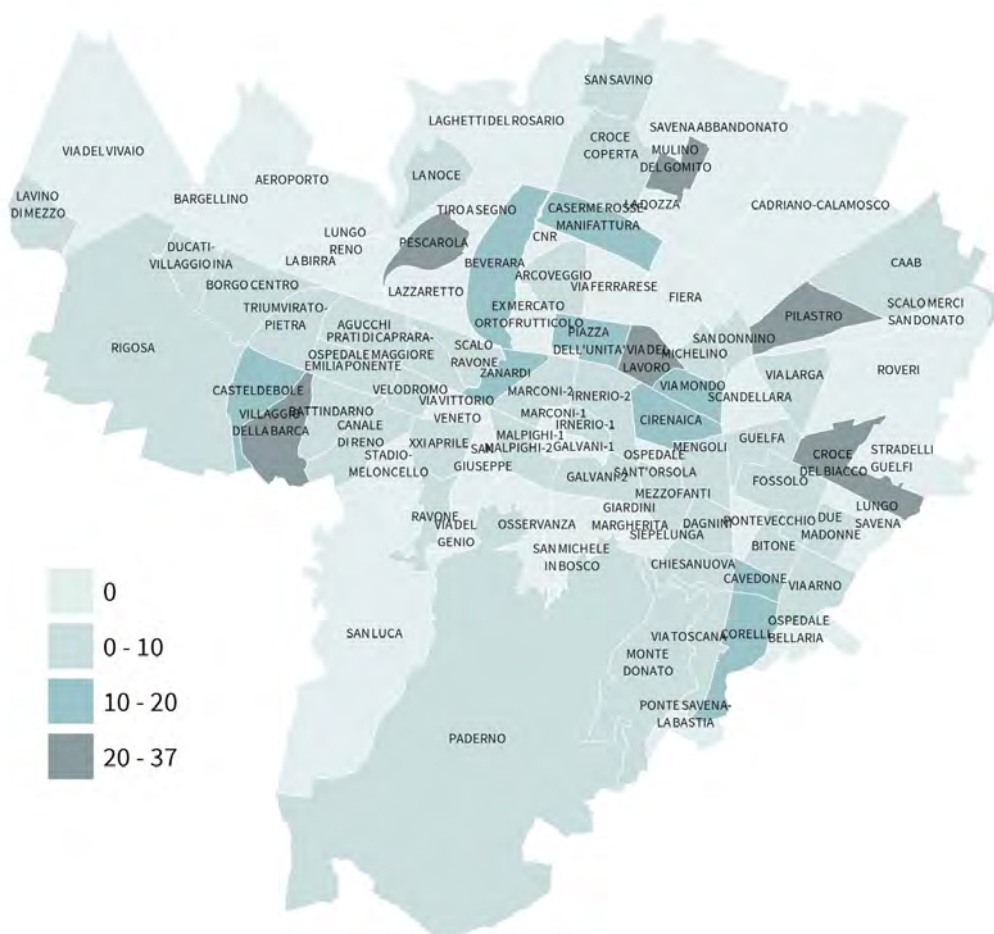 SAN SAVINO
LAGHETTI DEL ROSARIO
SAVENA ABBANDONATO
CROCE
COPERTA
MULINO
DEL GOMITO
VIA DEL VIVAIO
LA NOCE
AEROPORTO
LAVINO
DI MEZZO
BARGELLINO
TIRO A SEGNO
CASERME ROSSE-
MANIFATTURA
LA DOZZA
CADRIANO-CALAMOSCO
LUNGO
RENO
PESCAROLA
CNR
DUCATI-
VILLAGGIO INA
LA BIRRA
BEVERARA
ARCOVEGGIO
CAAB
BORGO CENTRO
LAZZARETTO
VIA FERRARESE
FIERA
TRIUMVIRATO-
PIETRA
EX MERCATO
ORTOFRUTTICOLO
PILASTRO
SCALO MERCI
SAN DONATO
AGUCCHI
PRATI DI CAPRARA-
OSPEDALE MAGGIORE
PIAZZA
DELL'UNITA'
SAN DONNINO
RIGOSA
SCALO
RAVONE
VIA DEL
LAVORO
MICHELINO
EMILIA PONENTE
ZANARDI
VIA LARGA
ROVERI
CASTELDEBOLE
VELODROMO
MARCONI-2
IRNERIO-2
VIA MONDO
SCANDELLARA
VIA VITTORIO
VENETO
VILLAGGIO
DELLA BARCA
BATTINDARNO
MARCONI-1
IRNERIO-1
CIRENAICA
CANALE
DI RENO
XXI APRILE
SAN
GIUSEPPE
MALPIGHI-1
MALPIGHI-2
GALVANI-1
MENGOLI
GUELFA
STRADELLI
GUELFI
STADIO-
MELONCELLO
OSPEDALE
SANT'ORSOLA
CROCE
DEL BIACCO
GALVANI-2
FOSSOLO
MEZZOFANTI
GIARDINI
MARGHERITA
LUNGO
SAVENA
RAVONE
VIA DEL
GENIO
OSSERVANZA
SIEPELUNGA
DAGNINI
PONTEVECCHIO
DUE
MADONNE
SAN MICHELE
IN BOSCO
BITONE
CHIESANUOVA
CAVEDONE
VIA ARNO
0
SAN LUCA
VIA TOSCANA
CORELLI
OSPEDALE
BELLARIA
0 - 10
MONTE
DONATO
10 - 20
PONTE SAVENA-
LA BASTIA
PADERNO
20 - 37